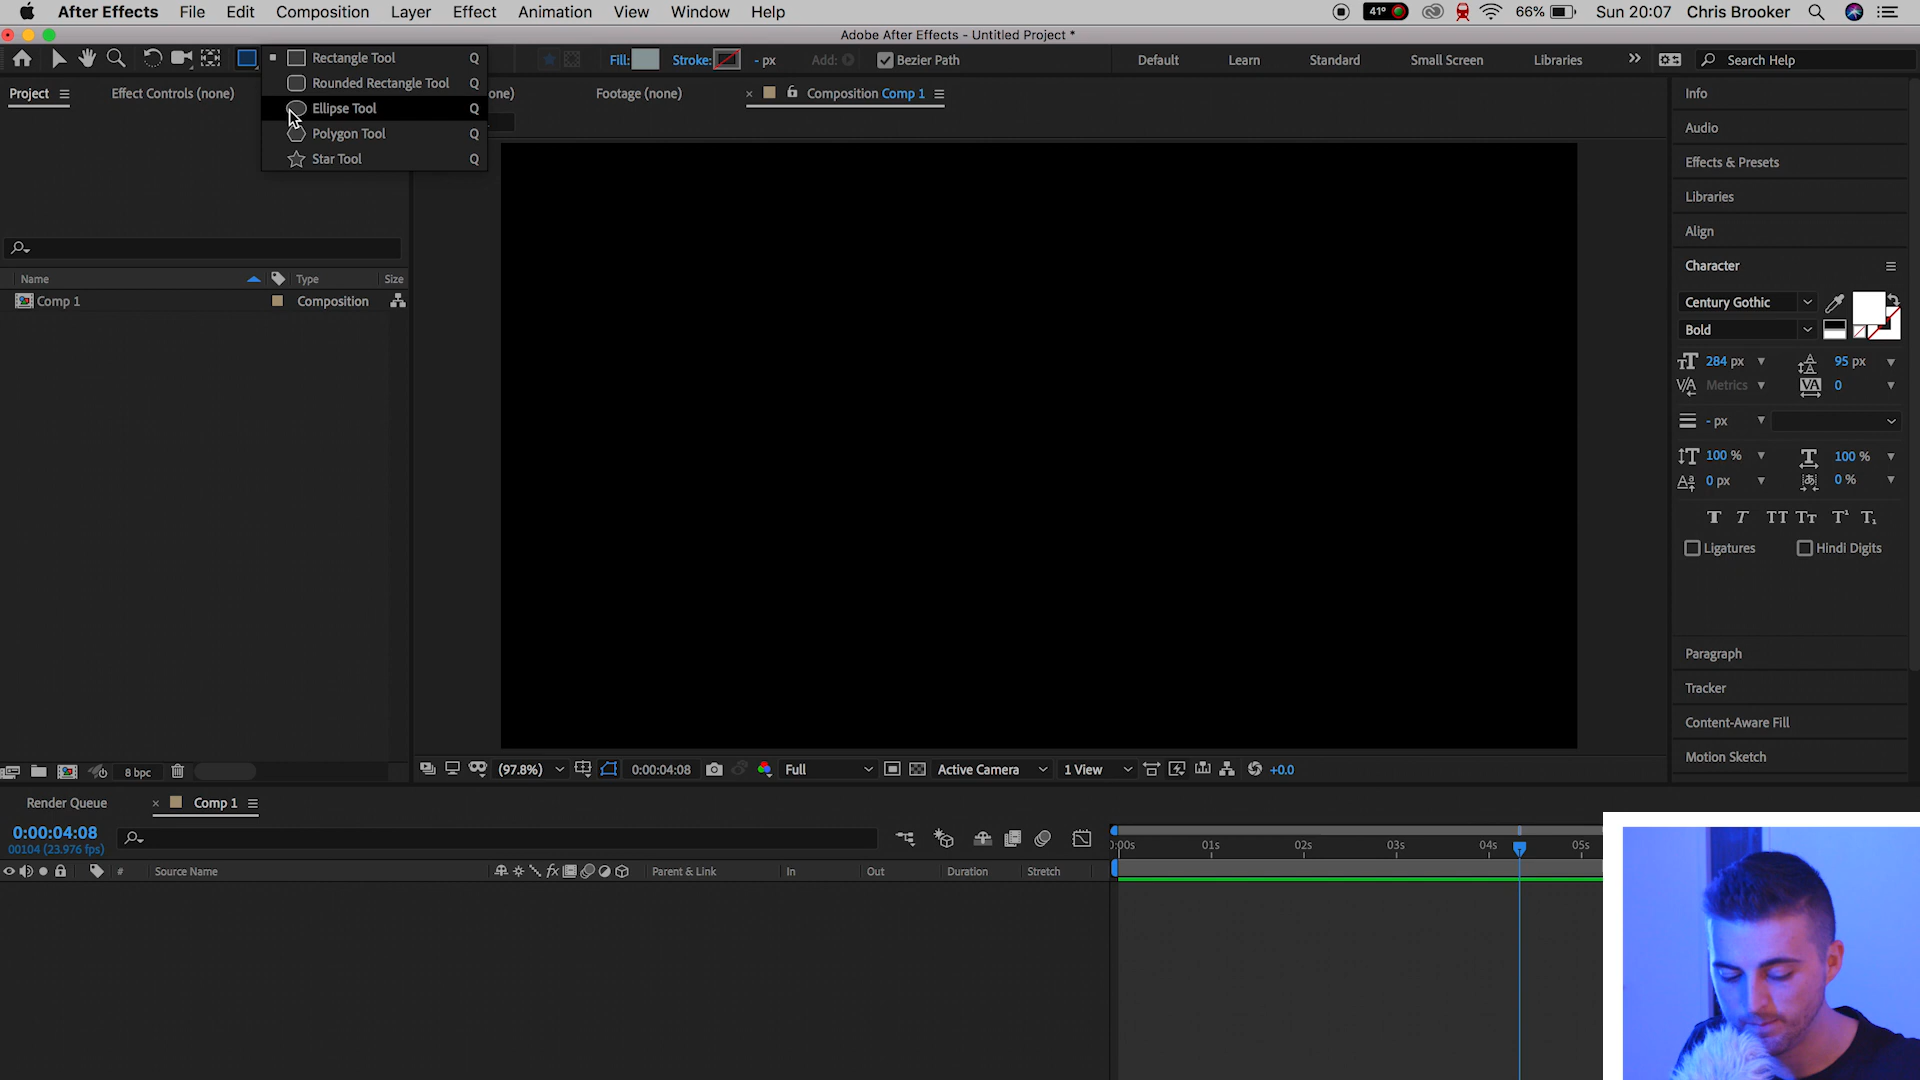 After Effects File Edit Composition Layer Effect Animation View Window Help 41° 66% Sun 20:07 Chris Brooker
Adobe After Effects - Untitled Project *
Fill: Stroke: - px Add: Bezier Path Default Learn Standard Small Screen Libraries Search Help
Rectangle Tool Q
Rounded Rectangle Tool Q
Ellipse Tool Q
Polygon Tool Q
Star Tool Q
Project Effect Controls (none) one) Footage (none) Composition Comp 1
Name Type Size
Comp 1 Composition
8 bpc
(97.8%) 0:00:04:08 Full Active Camera 1 View +0.0
Info
Audio
Effects & Presets
Libraries
Align
Character
Century Gothic
Bold
284 px 95 px
Metrics 0
- px
100 % 100 %
0 px 0 %
T T TT Tt T¹ T₁
Ligatures Hindi Digits
Paragraph
Tracker
Content-Aware Fill
Motion Sketch
Render Queue Comp 1
0:00:04:08
00104 (23.976 fps)
):00s 01s 02s 03s 04s 05s
# Source Name Parent & Link In Out Duration Stretch